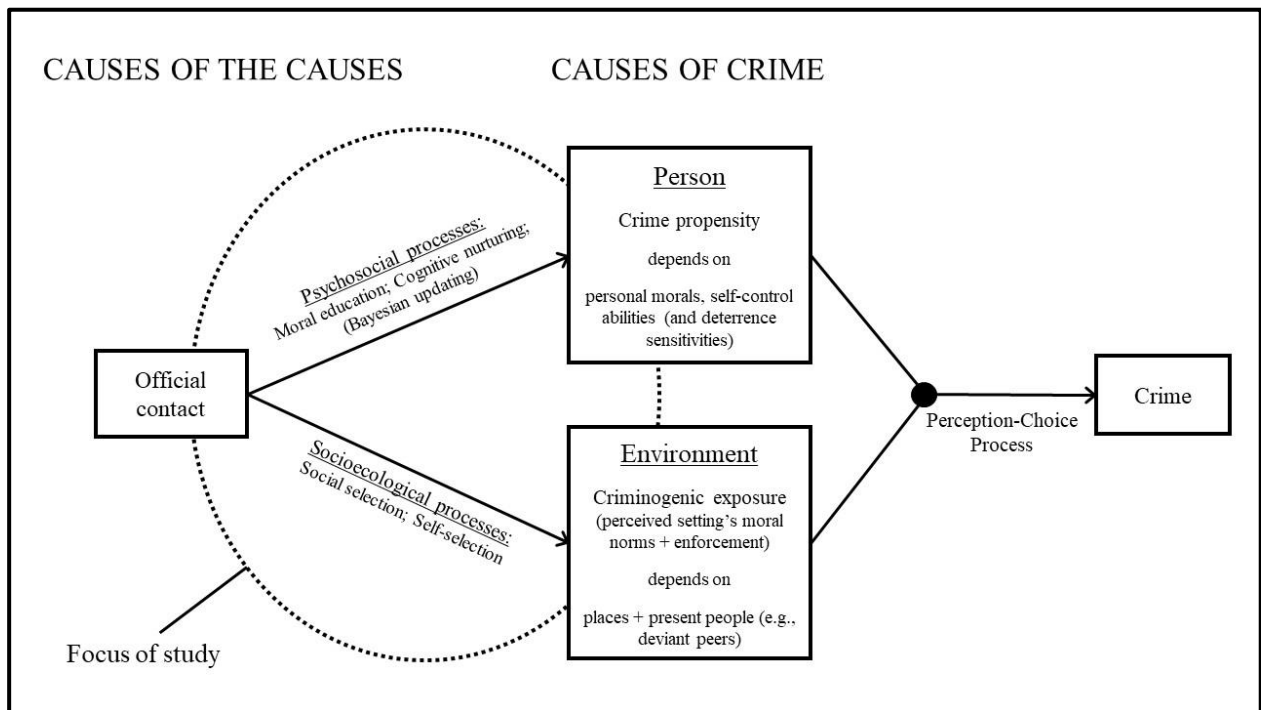 CAUSES OF THE CAUSES
CAUSES OF CRIME
Person
Crime propensity
depends on
personal morals, self-control
abilities (and deterrence
sensitivities)
Psychosocial processes:
Moral education; Cognitive nurturing;
(Bayesian updating)
Official
contact
Socioecological processes:
Social selection; Self-selection
Environment
Criminogenic exposure
(perceived setting’s moral
norms + enforcement)
depends on
places + present people (e.g.,
deviant peers)
Perception-Choice
Process
Crime
Focus of study